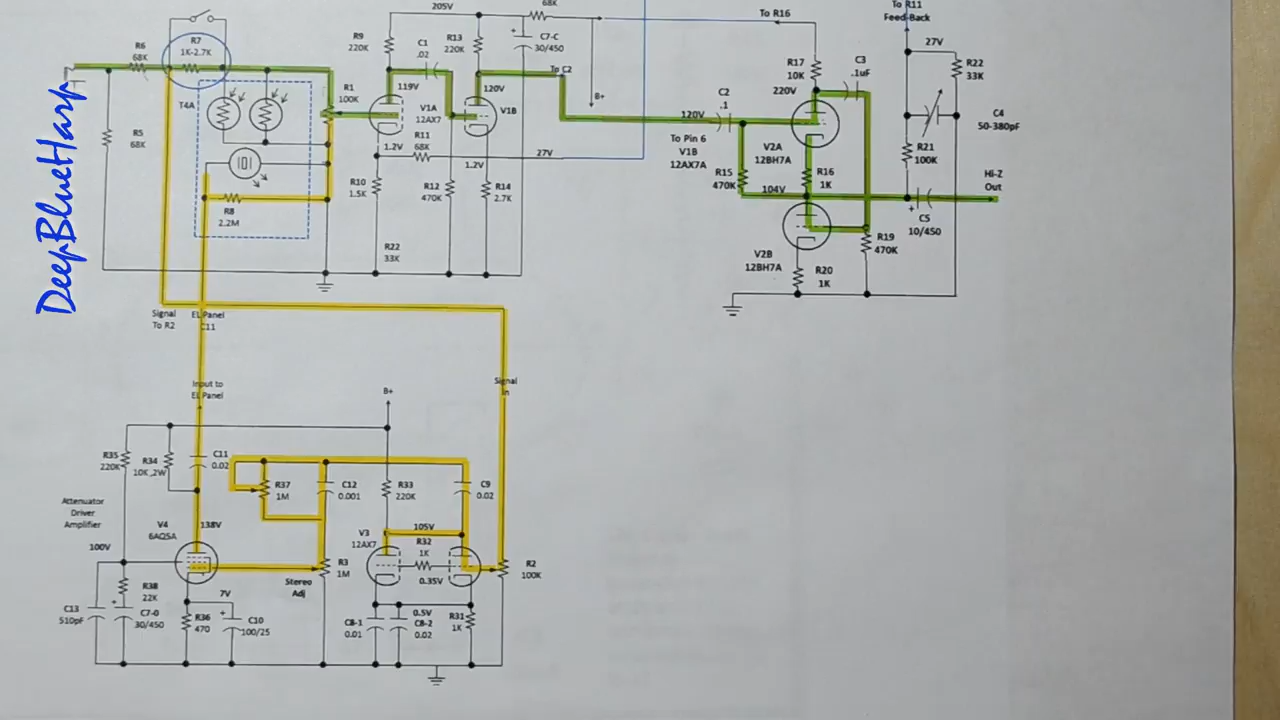 DeepBlueHarp
R6
68K
R7
1K-2.7K
R5
68K
T4A
R8
2.2M
R1
100K
205V
R9
220K
C1
.02
R13
220K
68K
C7-C
30/450
119V
V1A
12AX7
120V
V1B
To C2
B+
1.2V
R11
68K
27V
1.2V
R10
1.5K
R12
470K
R14
2.7K
R22
33K
To R16
R17
10K
C3
.1uF
220V
C2
.1
120V
To Pin 6
V1B
12AX7A
V2A
12BH7A
R15
470K
R16
1K
104V
V2B
12BH7A
R20
1K
R19
470K
To R11
Feed-Back
27V
R22
33K
C4
50-380pF
R21
100K
Hi-Z
Out
C5
10/450
Signal
To R2
EL Panel
C11
Input to
EL Panel
B+
Signal
In
R35
220K
R34
10K ,2W
C11
0.02
R37
1M
C12
0.001
R33
220K
C9
0.02
Attenuator
Driver
Amplifier
V4
6AQ5A
138V
100V
105V
V3
12AX7
R32
1K
0.35V
R2
100K
R3
1M
Stereo
Adj
R38
22K
7V
C13
510pF
C7-0
30/450
R36
470
C10
100/25
C8-1
0.01
0.5V
C8-2
0.02
R31
1K